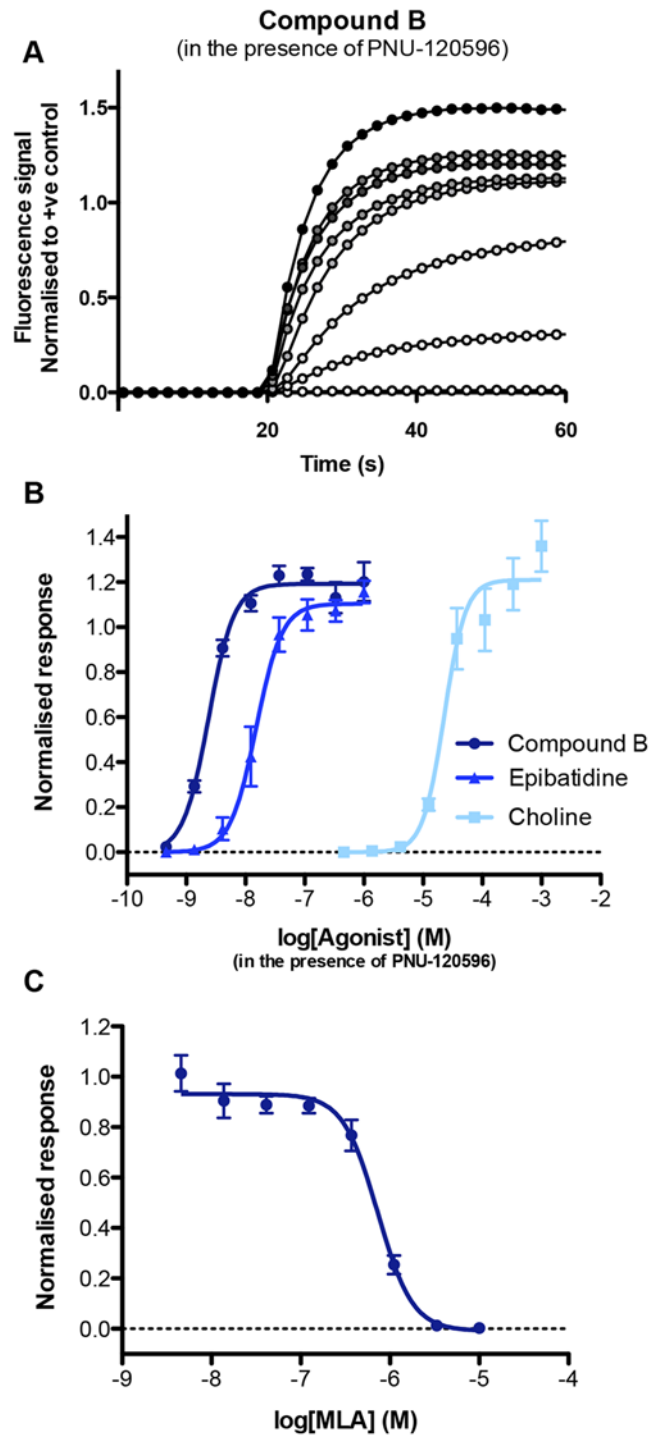 Compound B
(in the presence of PNU-120596)
A
Fluorescence signal
Normalised to +ve control
1.5
1.0
0.5
0.0
20
40
60
Time (s)
B
Normalised response
1.4
1.2
1.0
0.8
0.6
0.4
0.2
0.0
Compound B
Epibatidine
Choline
-10
-9
-8
-7
-6
-5
-4
-3
-2
log[Agonist] (M)
(in the presence of PNU-120596)
C
Normalised response
1.2
1.0
0.8
0.6
0.4
0.2
0.0
-9
-8
-7
-6
-5
-4
log[MLA] (M)